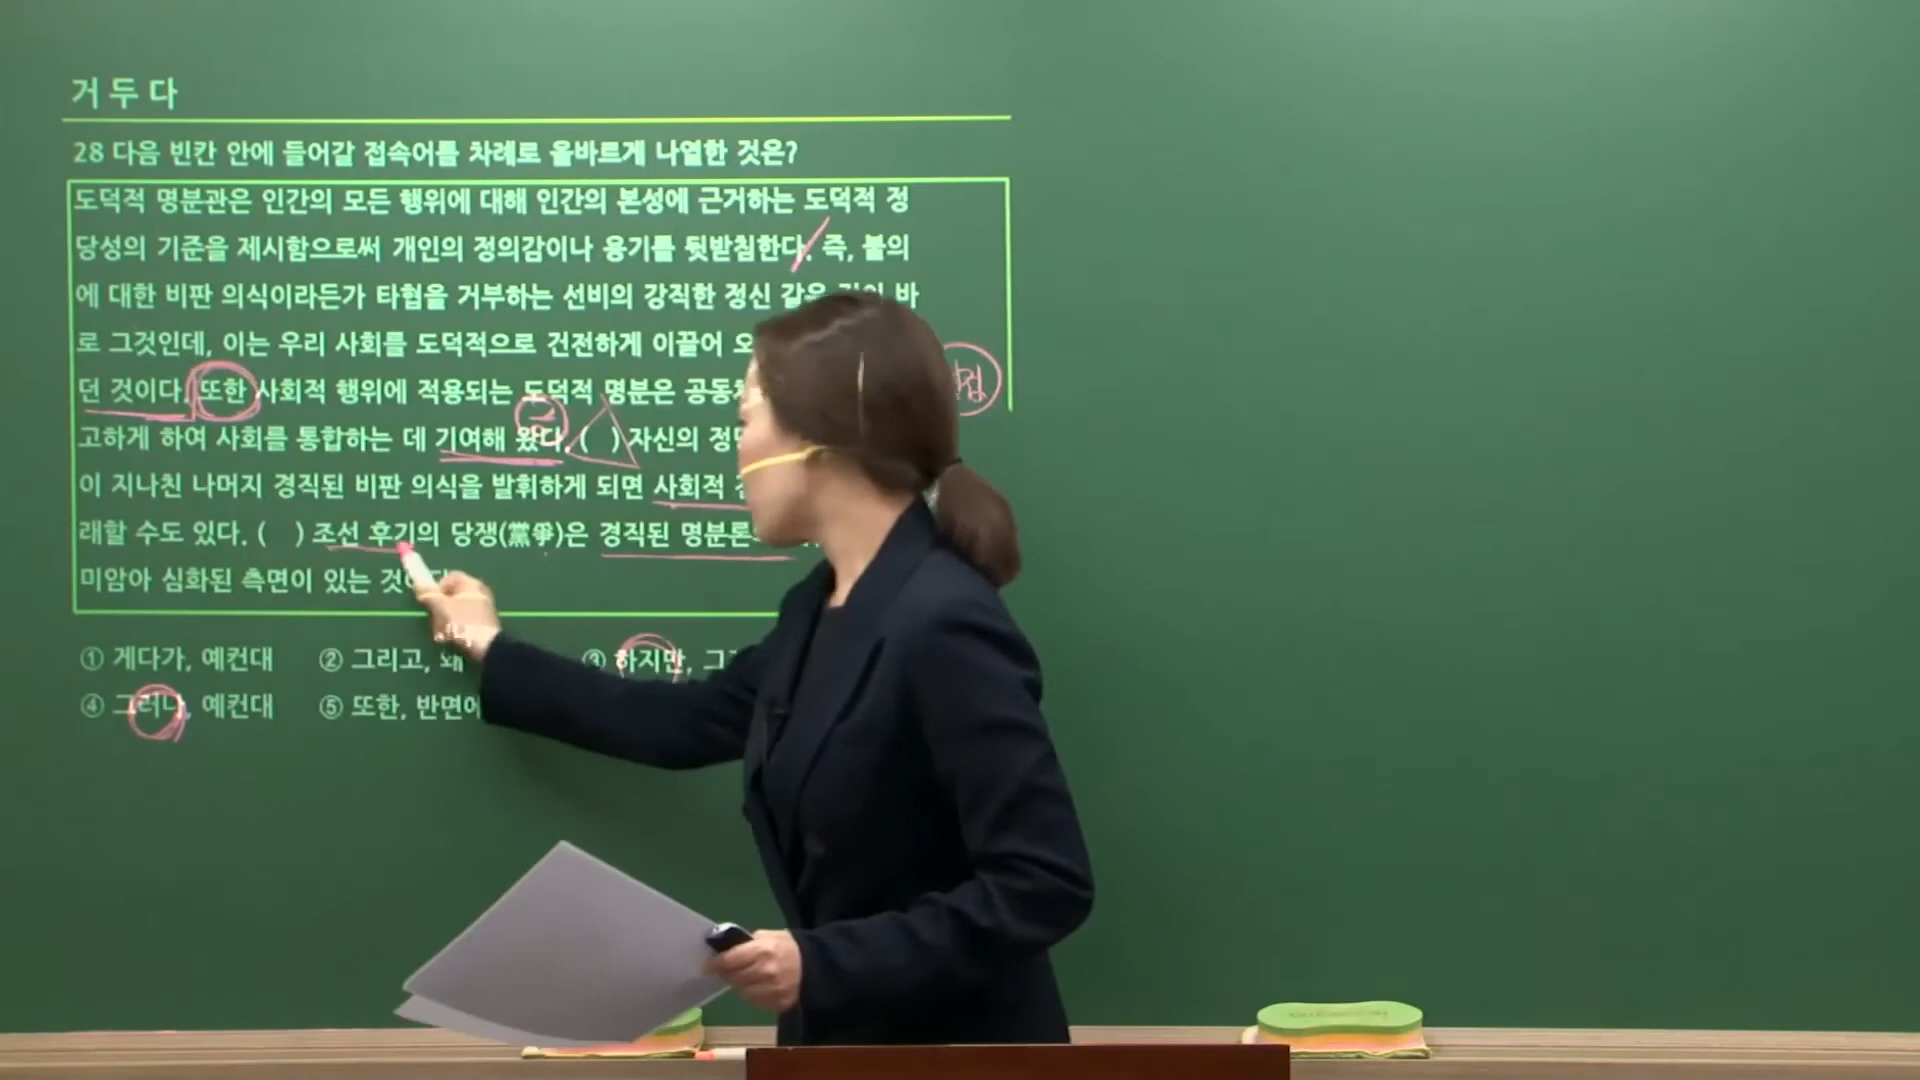 거두다
28 다음 빈칸 안에 들어갈 접속어를 차례로 올바르게 나열한 것은?
도덕적 명분관은 인간의 모든 행위에 대해 인간의 본성에 근거하는 도덕적 정
당성의 기준을 제시함으로써 개인의 정의감이나 용기를 뒷받침한다. 즉, 불의
에 대한 비판 의식이라든가 타협을 거부하는 선비의 강직한 정신 같은 것이 바
로 그것인데, 이는 우리 사회를 도덕적으로 건전하게 이끌어 오
던 것이다. 또한 사회적 행위에 적용되는 도덕적 명분은
고하게 하여 사회를 통합하는 데 기여해 왔다. ( ) 자신의
이 지나친 나머지 경직된 비판 의식을 발휘하게 되면 사회적
래할 수도 있다. ( ) 조선 후기의 당쟁(黨爭)은 경직된 명분론
미암아 심화된 측면이 있는
① 게다가, 예컨대 ② 그리고, 왜 ③ 하지만,
④ 그러나, 예컨대 ⑤ 또한, 반면에